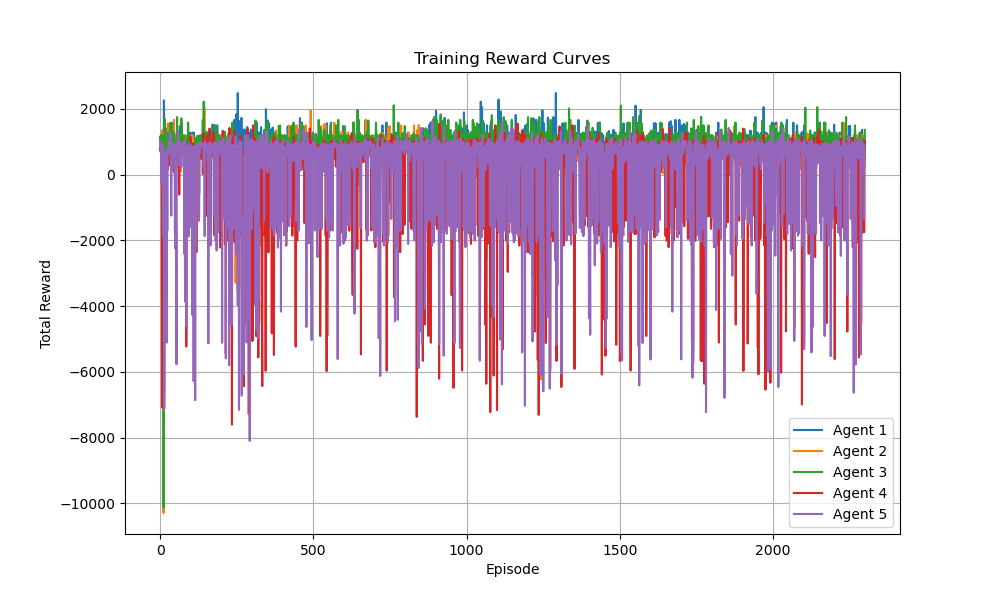 Training Reward Curves
Total Reward
2000
0
−2000
−4000
−6000
−8000
−10000
0
500
1000
1500
2000
Episode
Agent 1
Agent 2
Agent 3
Agent 4
Agent 5